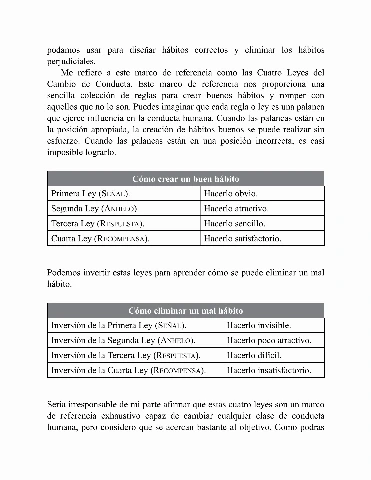 podamos usar para diseñar hábitos correctos y eliminar los hábitos
perjudiciales.
Me refiero a este marco de referencia como las Cuatro Leyes del
Cambio de Conducta. Este marco de referencia nos proporciona una
sencilla colección de reglas para crear buenos hábitos y romper con
aquellos que no lo son. Puedes imaginar que cada regla o ley es una palanca
que ejerce influencia en la conducta humana. Cuando las palancas están en
la posición apropiada, la creación de hábitos buenos se puede realizar sin
esfuerzo. Cuando las palancas están en una posición incorrecta, es casi
imposible lograrlo.
Cómo crear un buen hábito
Primera Ley (SEÑAL). Hacerlo obvio.
Segunda Ley (ANHELO). Hacerlo atractivo.
Tercera Ley (RESPUESTA). Hacerlo sencillo.
Cuarta Ley (RECOMPENSA). Hacerlo satisfactorio.
Podemos invertir estas leyes para aprender cómo se puede eliminar un mal
hábito.
Cómo eliminar un mal hábito
Inversión de la Primera Ley (SEÑAL). Hacerlo invisible.
Inversión de la Segunda Ley (ANHELO). Hacerlo poco atractivo.
Inversión de la Tercera Ley (RESPUESTA). Hacerlo difícil.
Inversión de la Cuarta Ley (RECOMPENSA). Hacerlo insatisfactorio.
Sería irresponsable de mi parte afirmar que estas cuatro leyes son un marco
de referencia exhaustivo capaz de cambiar cualquier clase de conducta
humana, pero considero que se acercan bastante al objetivo. Como podrás